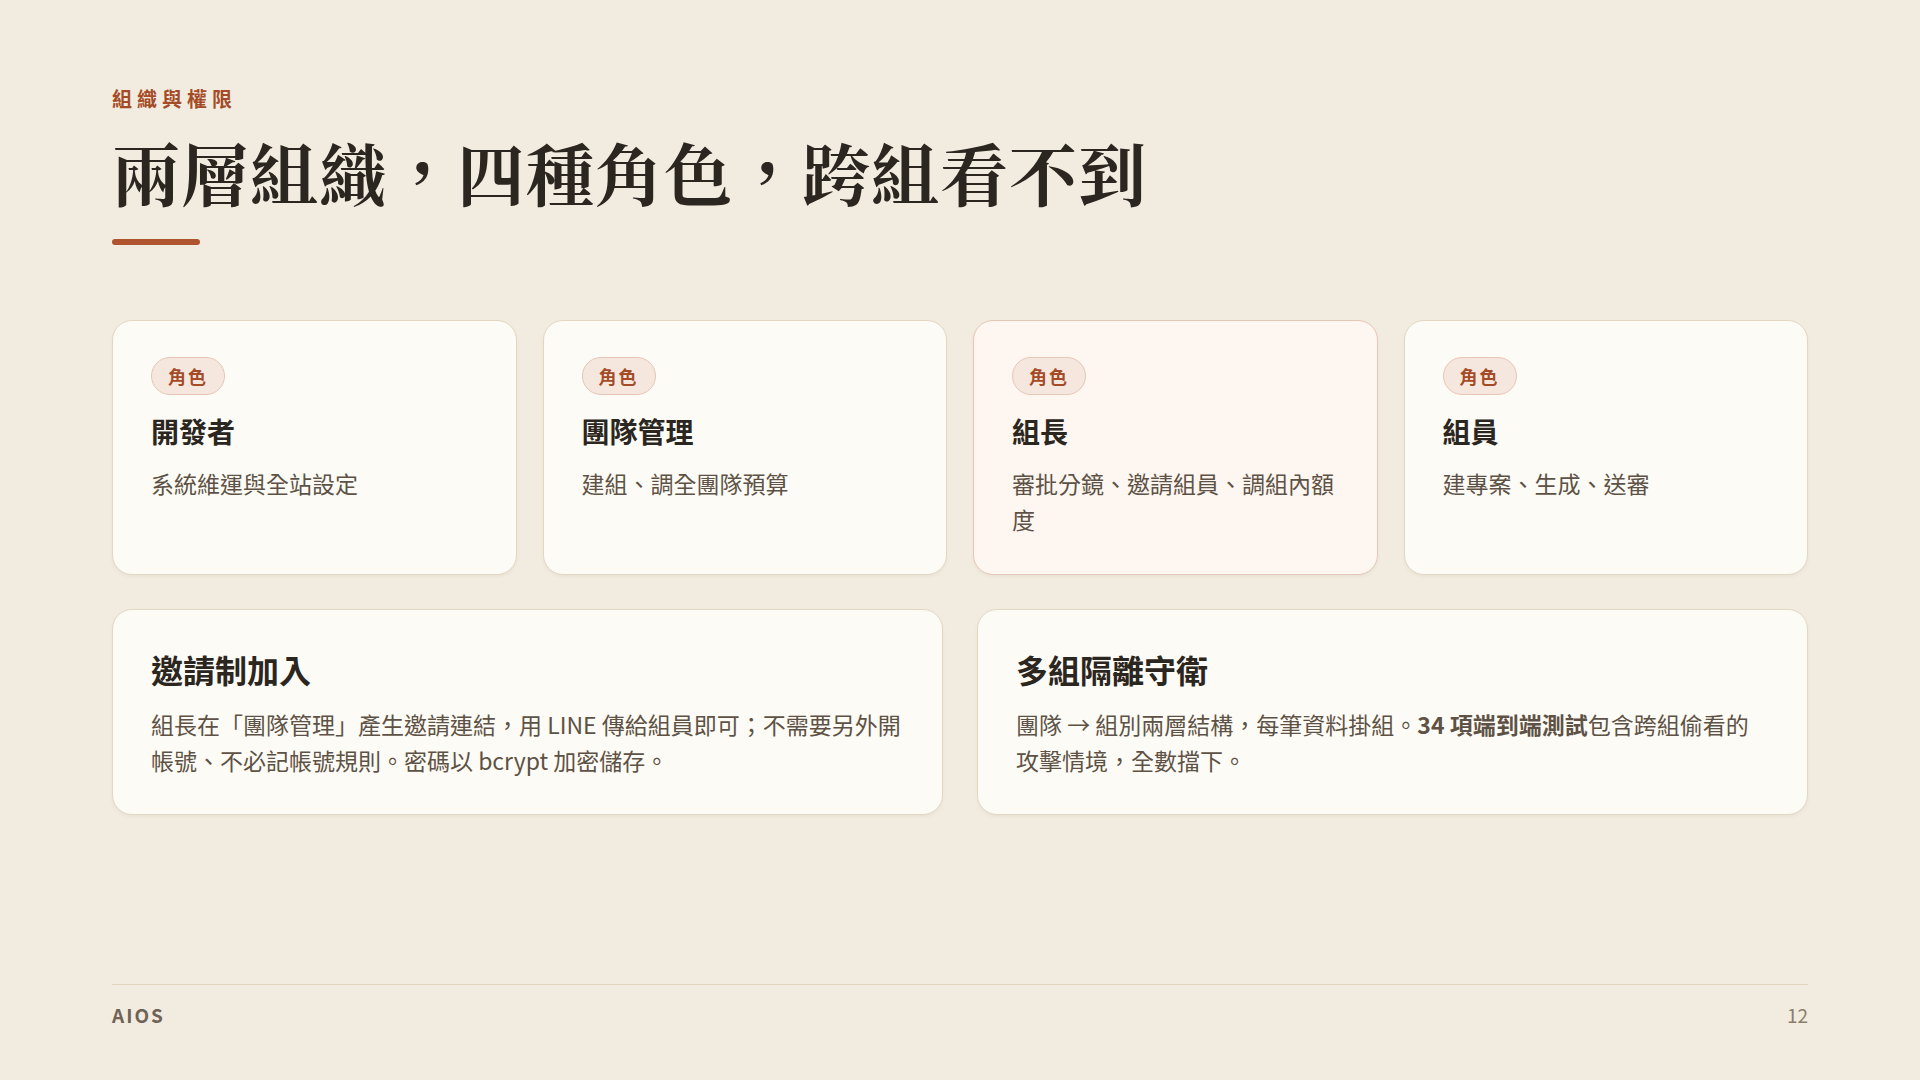 組織與權限
兩層組織，四種角色，跨組看不到
角色
開發者
系統維運與全站設定
角色
團隊管理
建組、調全團隊預算
角色
組長
審批分鏡、邀請組員、調組內額
度
角色
組員
建專案、生成、送審
邀請制加入
組長在「團隊管理」產生邀請連結，用 LINE 傳給組員即可；不需要另外開
帳號、不必記帳號規則。密碼以 bcrypt 加密儲存。
多組隔離守衛
團隊 → 組別兩層結構，每筆資料掛組。34 項端到端測試包含跨組偷看的
攻擊情境，全數擋下。
AIOS
12